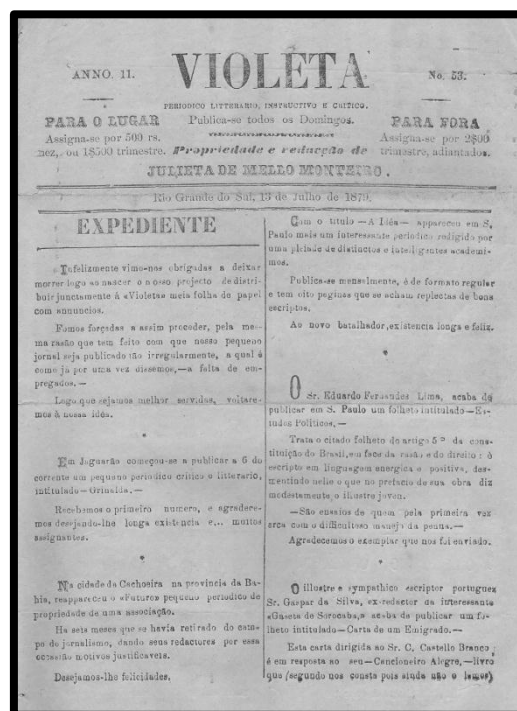 ANNO. II.
VIOLETA
No. 53.
PERIODICO LITTERARIO, INSTRUCTIVO E CRITICO.
PARA O LUGAR
Publica-se todos os Domingos.
PARA FORA
Assigna-se por 500 rs.
mez, ou 1$500 trimestre.
Propriedade e redacção de
Assigna-se por 2$000
trimestre, adiantados.
JULIETA DE MELLO MONTEIRO.
Rio Grande do Sul, 13 de Julho de 1879.
EXPEDIENTE
Infelizmente vimo-nos obrigadas a deixar
morrer logo ao nascer o nosso projecto de distri-
buir junctamente á «Violeta» meia folha de papel
com annuncios.
Fomos forçadas a assim proceder, pela mes-
ma rasão que tem feito com que nosso pequeno
jornal seja publicado tão irregularmente, a qual é
como já por uma vez dissemos,—a falta de em-
pregados.—
Logo que sejamos melhor servidas, voltare-
mos á nossa idéa.
*
Em Jaguarão começou-se a publicar a 6 do
corrente um pequeno periodico critico e litterario,
intitulado—Grinalda.—
Recebemos o primeiro numero, e agradere-
mos desejando-lhe longa existencia e... muitos
assignantes.
*
Na cidade da Cachoeira na provincia da Ba-
hia, reappareceu o «Futuro» pequeno periodico de
propriedade de uma associação.
Ha seis meses que se havia retirado do cam-
po do jornalismo, dando seus redactores por essa
occasião motivos justificaveis.
Desejamos-lhe felicidades.
Com o titulo—A Idéa—appareceu em S,
Paulo mais um interessante periodico redigido por
uma pleiade de distinctos e intelligentes academi-
mos.
Publica-se mensalmente, é de formato regular
e tem oito paginas que se acham replectas de bons
escriptos.
Ao novo batalhador, existencia longa e feliz.
*
O Sr. Eduardo Fernandes Lima, acaba de
publicar em S. Paulo um folheto intitulado—Es-
tudos Politicos,—
Trata o citado folheto do artigo 5º da cons-
tituição do Brasil, em face da rasão e do direito: é
escripto em linguagem energica e positiva, des-
mentindo nelle o que no prefacio de sua obra diz
modestamente, o illustre joven.
—São ensaios de quem pela primeira vez
arca com o difficultoso manejo da penna.—
Agradecemos o exemplar que nos foi enviado.
*
O illustre e sympathico escriptor portuguez
Sr. Gaspar da Silva, ex-redactor da interessante
«Gazeta de Sorocaba,» acaba de publicar um fo-
lheto intitulado—Carta de um Emigrado.—
Esta carta dirigida ao Sr. C, Castello Branco
é em resposta ao seu—Cancioneiro Alegre,—livro
que (segundo nos consta pois ainda não o lemos)